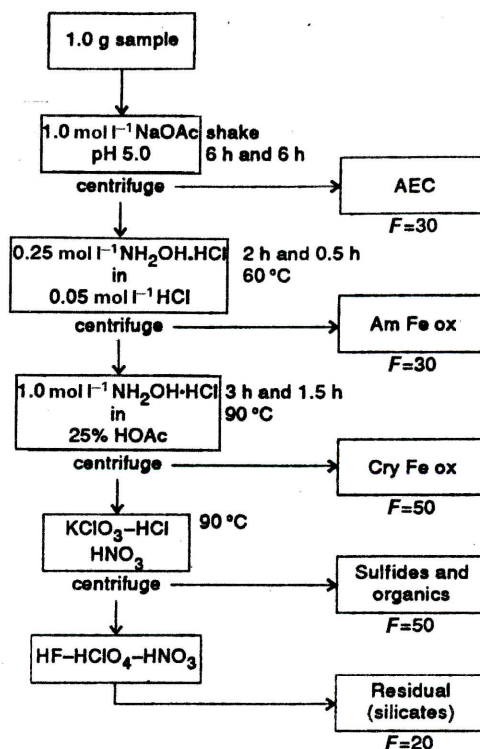 1.0 g sample
1.0 mol l⁻¹ NaOAc shake
pH 5.0 6 h and 6 h
centrifuge
AEC
F=30
0.25 mol l⁻¹ NH₂OH.HCl 2 h and 0.5 h
in 60 °C
0.05 mol l⁻¹ HCl
centrifuge
Am Fe ox
F=30
1.0 mol l⁻¹ NH₂OH·HCl 3 h and 1.5 h
in 90 °C
25% HOAc
centrifuge
Cry Fe ox
F=50
KClO₃–HCl 90 °C
HNO₃
centrifuge
Sulfides and
organics
F=50
HF–HClO₄–HNO₃
Residual
(silicates)
F=20